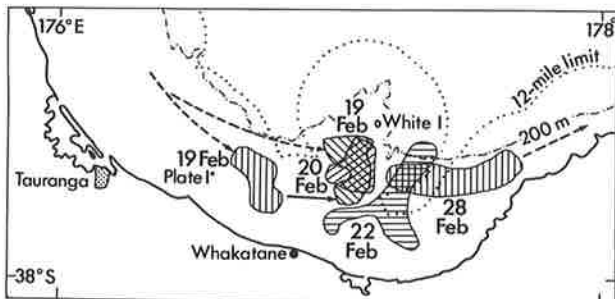 176°E
178°
12-mile limit
19
Feb
White I
200 m
19 Feb
Plate I
20
Feb
Tauranga
28
Feb
22
Feb
Whakatane
38°S